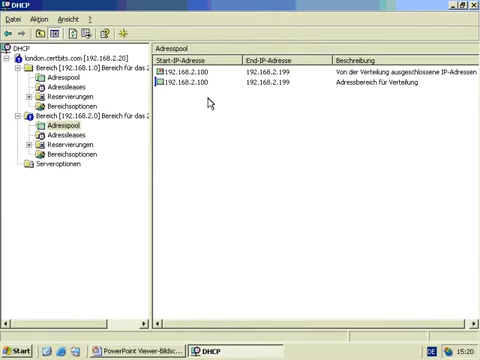 DHCP
Datei Aktion Ansicht ?
DHCP
london.certbits.com [192.168.2.20]
Bereich [192.168.1.0] Bereich für das 2
Adresspool
Adressleases
Reservierungen
Bereichsoptionen
Bereich [192.168.2.0] Bereich für das 2
Adresspool
Adressleases
Reservierungen
Bereichsoptionen
Serveroptionen
Adresspool
Start-IP-Adresse End-IP-Adresse Beschreibung
192.168.2.100 192.168.2.199 Von der Verteilung ausgeschlossene IP-Adressen
192.168.2.100 192.168.2.199 Adressbereich für Verteilung
Start PowerPoint Viewer-Bildsc... DHCP DE 15:20